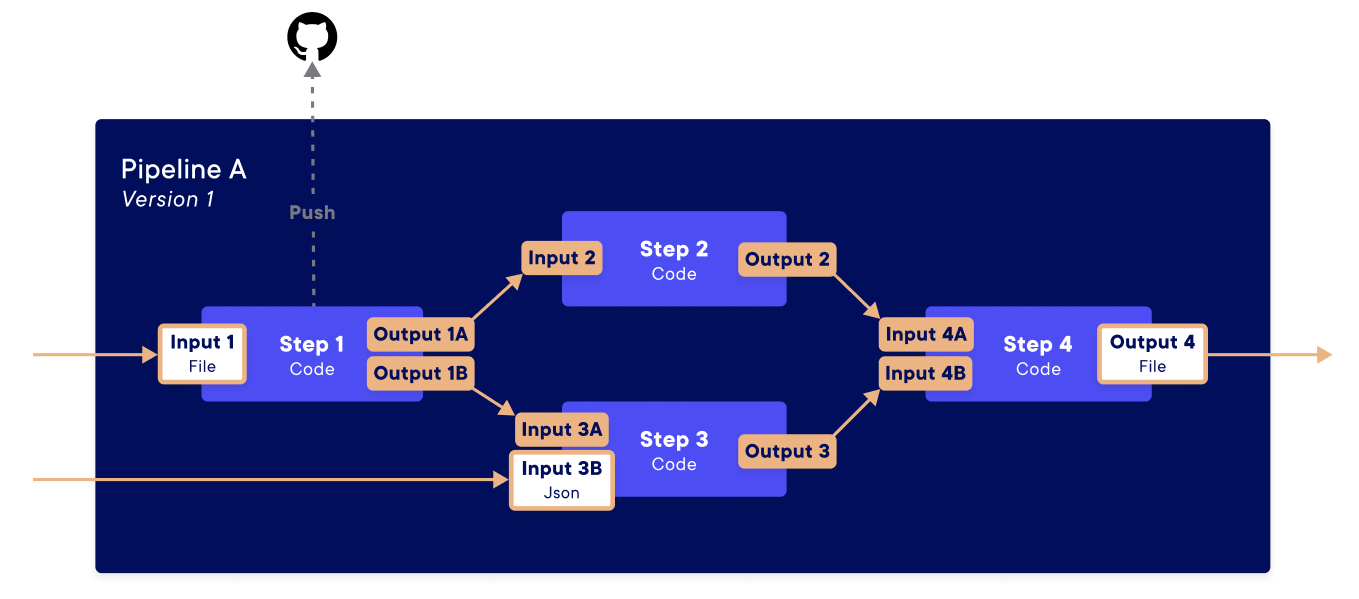 Pipeline A
Version 1
Push
Input 1
File
Step 1
Code
Output 1A
Output 1B
Input 2
Step 2
Code
Output 2
Input 3A
Input 3B
Json
Step 3
Code
Output 3
Input 4A
Input 4B
Step 4
Code
Output 4
File